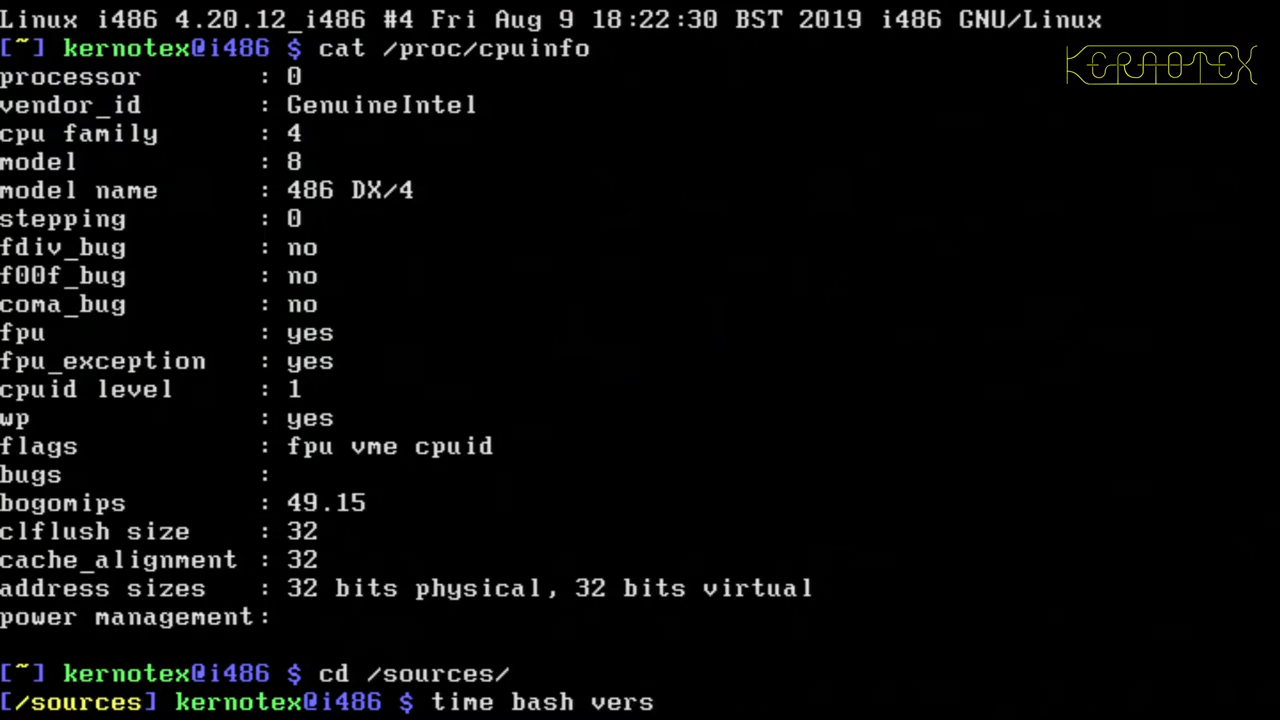 Linux i486 4.20.12_i486 #4 Fri Aug 9 18:22:30 BST 2019 i486 GNU/Linux
[~] kernotex@i486 $ cat /proc/cpuinfo
KERNOTEX
processor : 0
vendor_id : GenuineIntel
cpu family : 4
model : 8
model name : 486 DX/4
stepping : 0
fdiv_bug : no
f00f_bug : no
coma_bug : no
fpu : yes
fpu_exception : yes
cpuid level : 1
wp : yes
flags : fpu vme cpuid
bugs :
bogomips : 49.15
clflush size : 32
cache_alignment : 32
address sizes : 32 bits physical, 32 bits virtual
power management:
[~] kernotex@i486 $ cd /sources/
[/sources] kernotex@i486 $ time bash vers